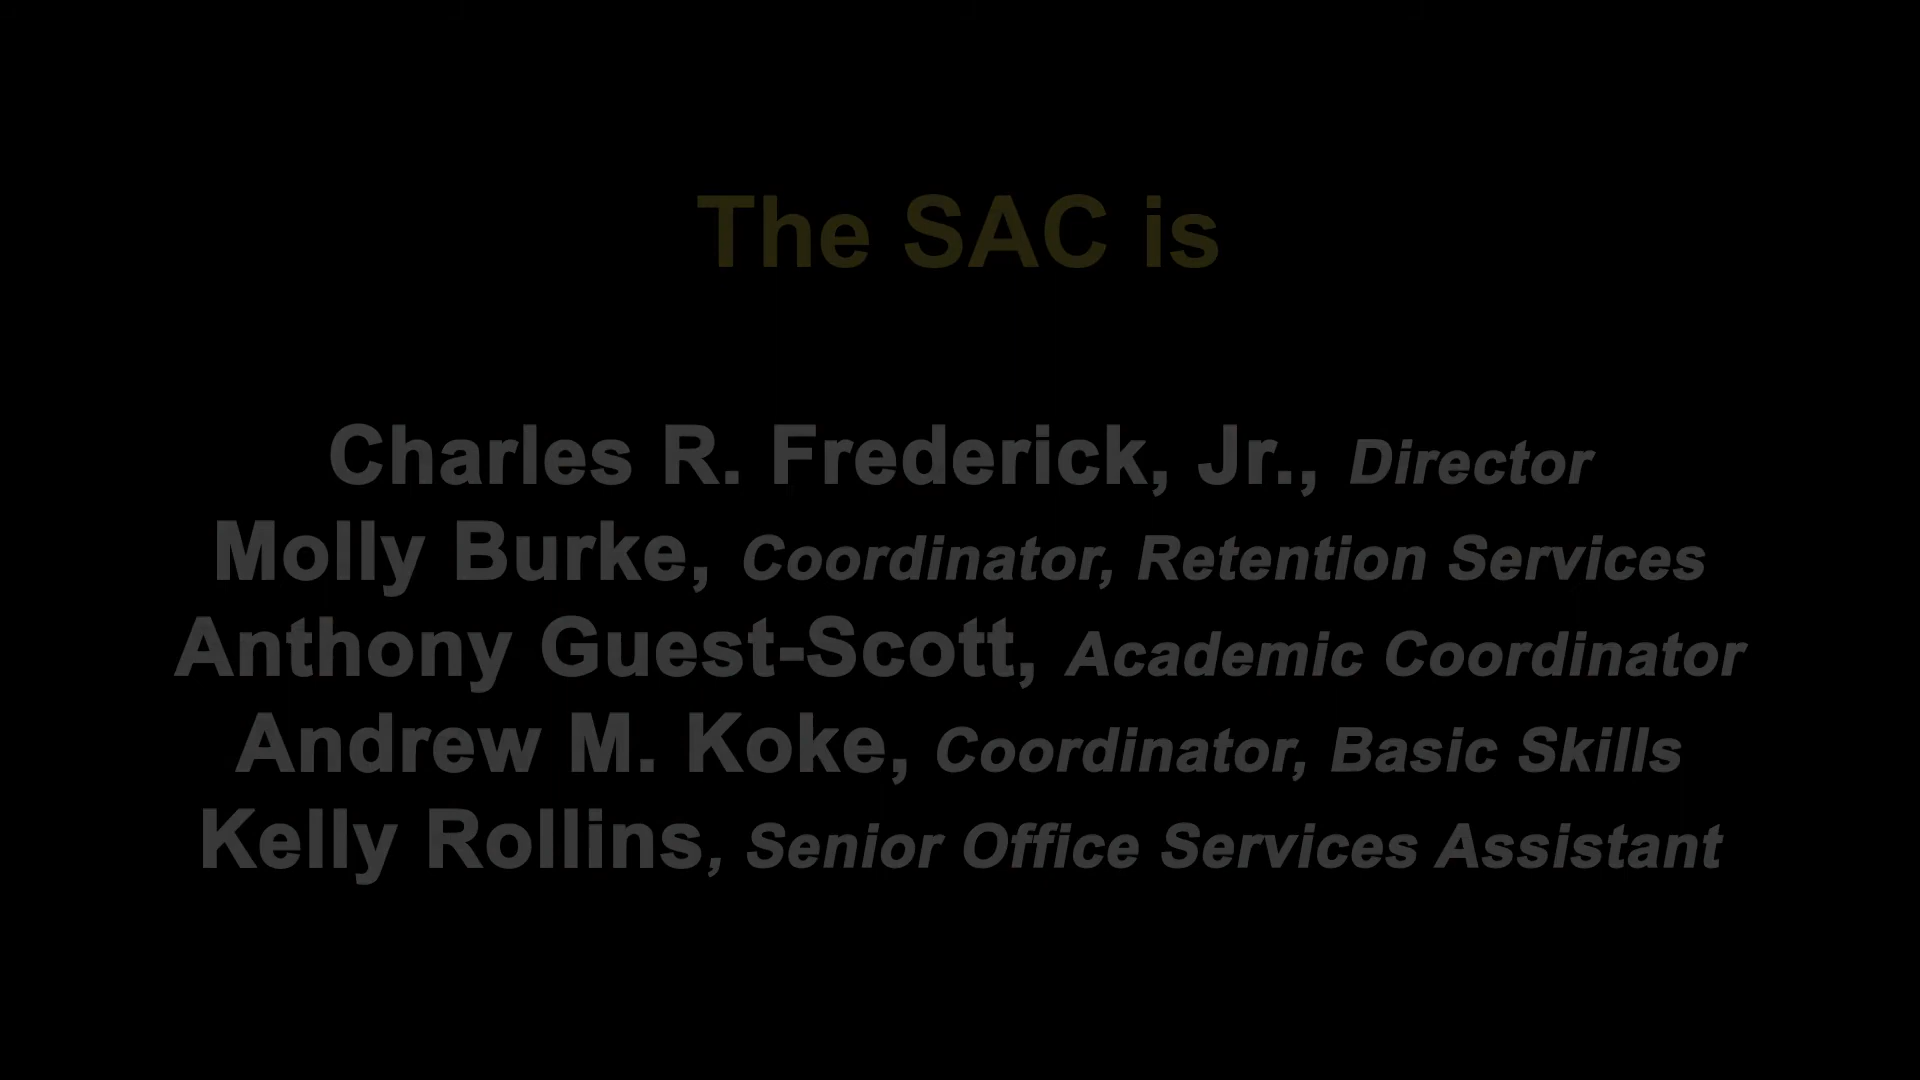 The SAC is
Charles R. Frederick, Jr., Director
Molly Burke, Coordinator, Retention Services
Anthony Guest-Scott, Academic Coordinator
Andrew M. Koke, Coordinator, Basic Skills
Kelly Rollins, Senior Office Services Assistant